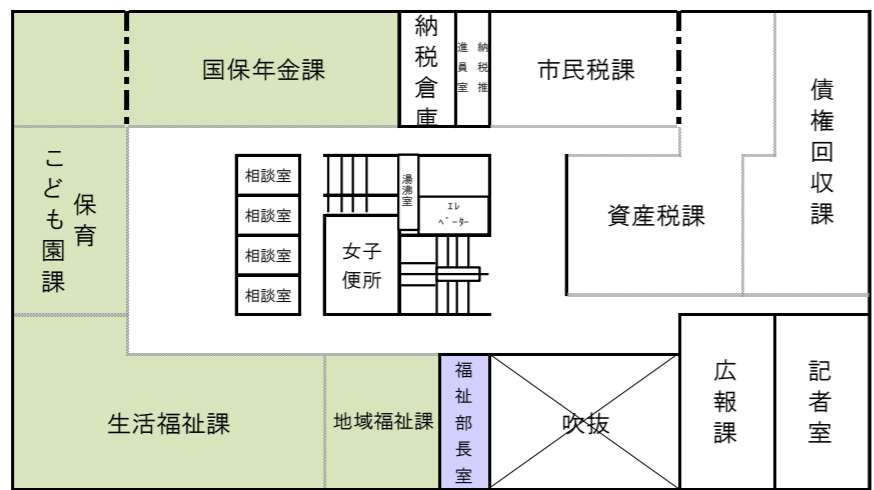 国保年金課
納税倉庫
納税推
進員室
市民税課
債権回収課
保育
こども園課
相談室
相談室
相談室
相談室
湯沸室
エレ
ベーター
女子
便所
資産税課
生活福祉課
地域福祉課
福祉部長室
吹抜
広報課
記者室